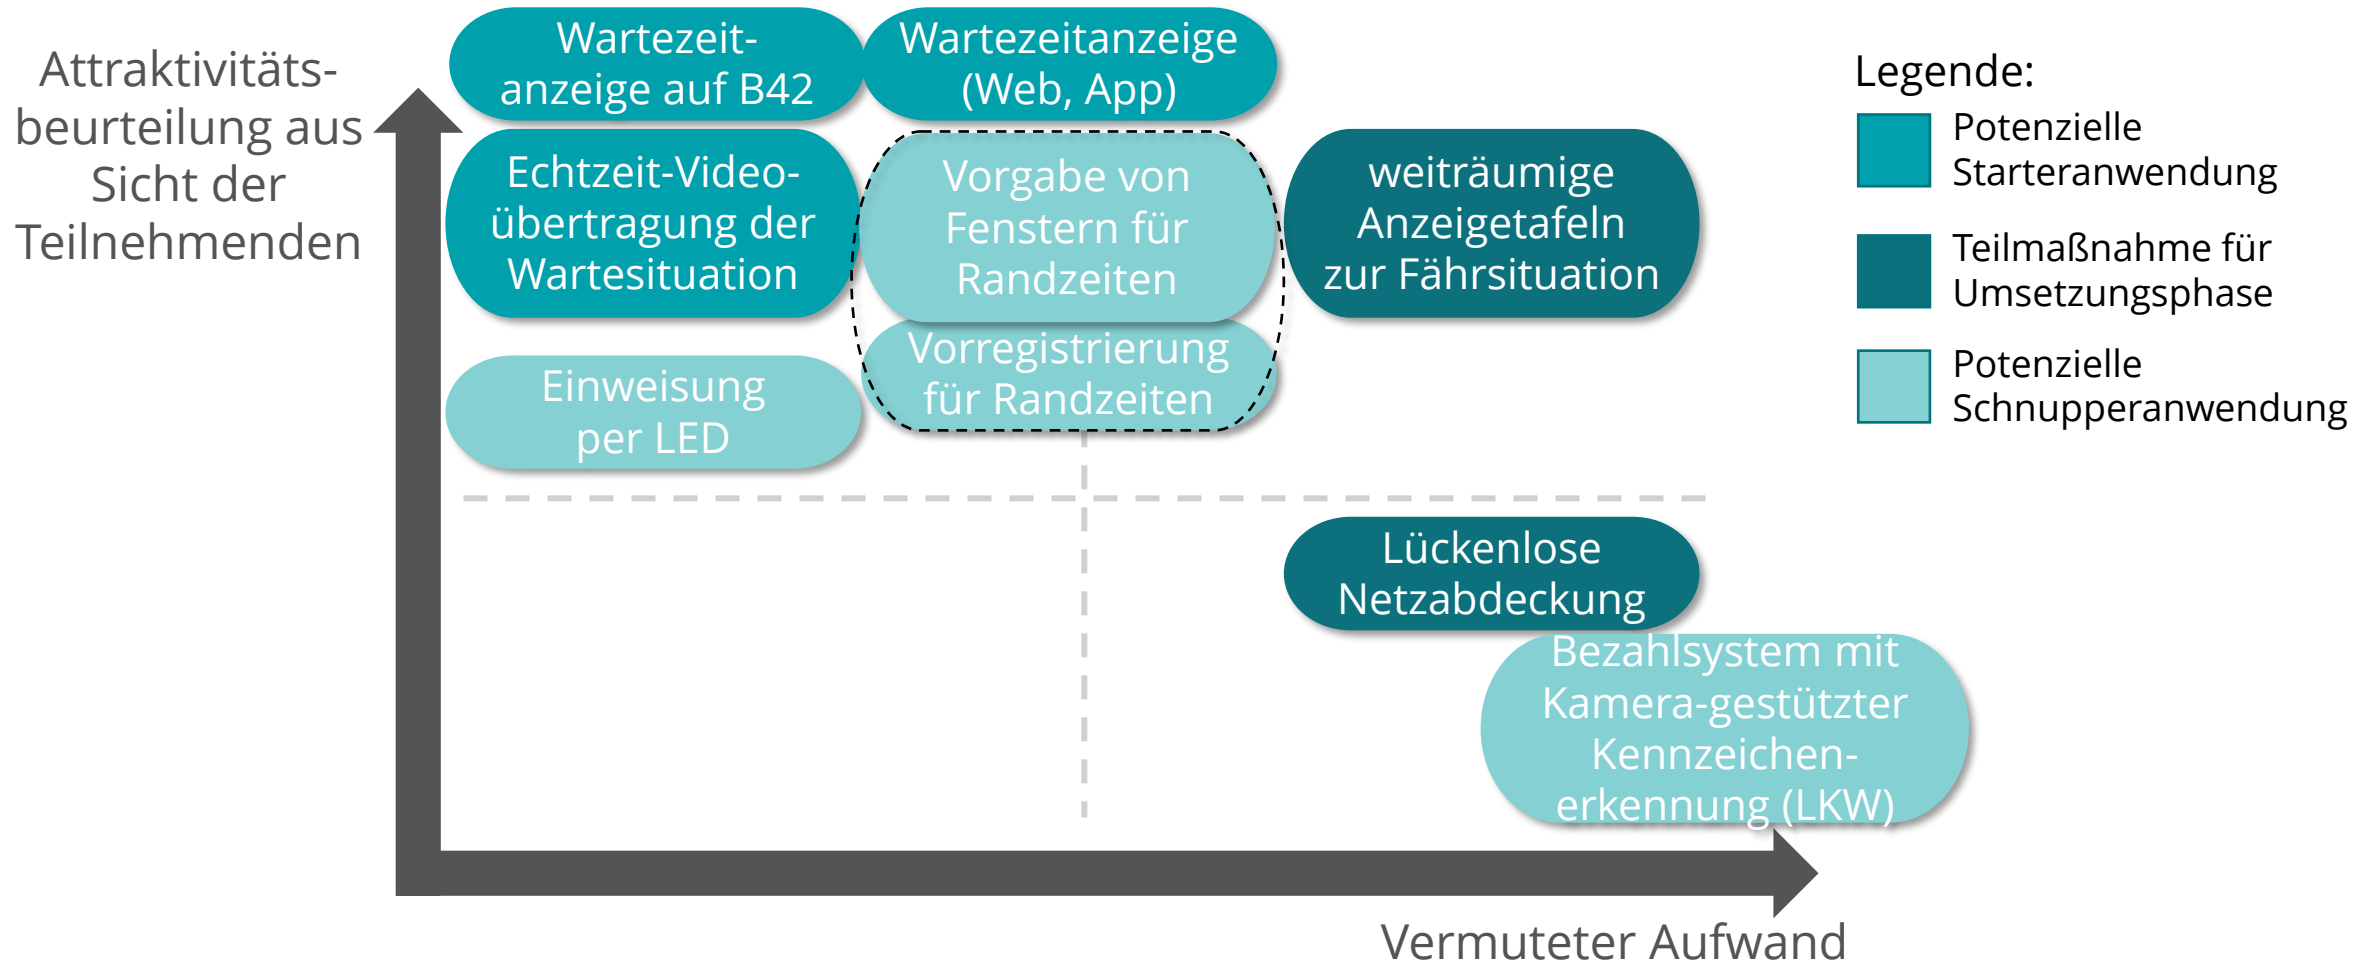 Attraktivitäts-
beurteilung aus
Sicht der
Teilnehmenden
Wartezeit-
anzeige auf B42
Wartezeitanzeige
(Web, App)
Echtzeit-Video-
übertragung der
Wartesituation
Vorgabe von
Fenstern für
Randzeiten
weiträumige
Anzeigetafeln
zur Fährsituation
Einweisung
per LED
Vorregistrierung
für Randzeiten
Lückenlose
Netzabdeckung
Bezahlsystem mit
Kamera-gestützter
Kennzeichen-
erkennung (LKW)
Vermuteter Aufwand
Legende:
Potenzielle
Starteranwendung
Teilmaßnahme für
Umsetzungsphase
Potenzielle
Schnupperanwendung